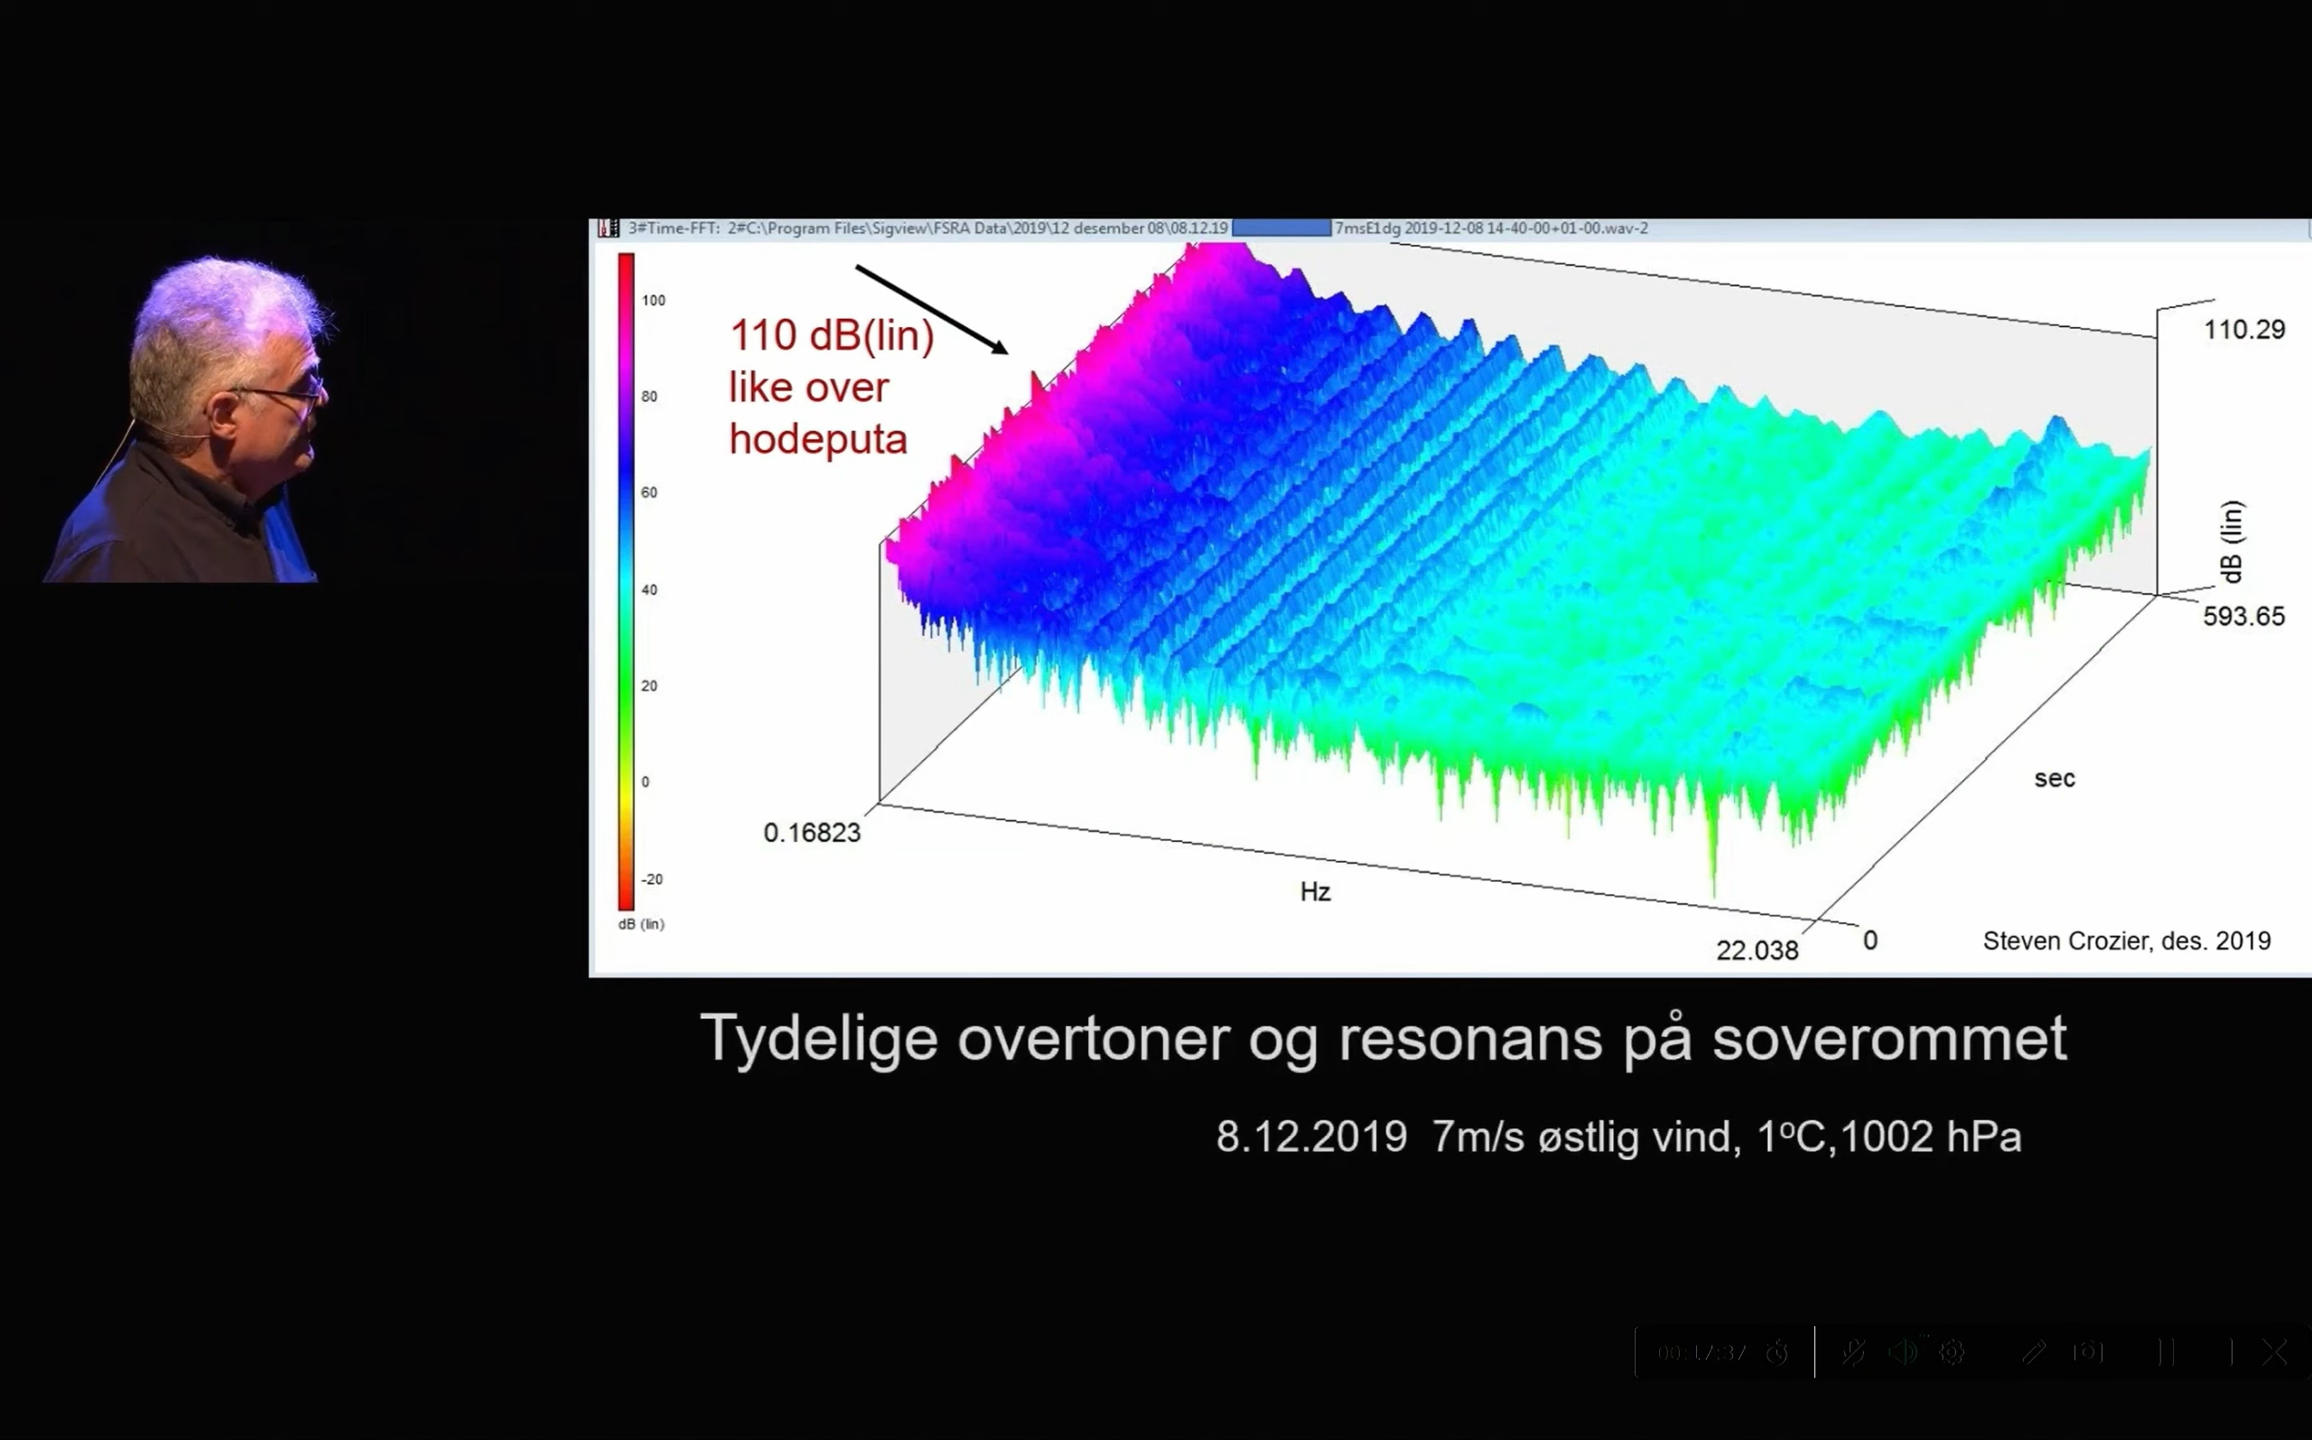 3#Time-FFT: 2#C:\Program Files\Sigview\FSRA Data\2019\12 desember 08\08.12.19 7msE1dg 2019-12-08 14-40-00+01-00.wav-2
110 dB(lin)
like over
hodeputa
100
80
60
40
20
0
-20
dB (lin)
110.29
dB (lin)
593.65
sec
0.16823
Hz
22.038
0
Steven Crozier, des. 2019
Tydelige overtoner og resonans på soverommet
8.12.2019 7m/s østlig vind, 1ºC,1002 hPa
00:17:37